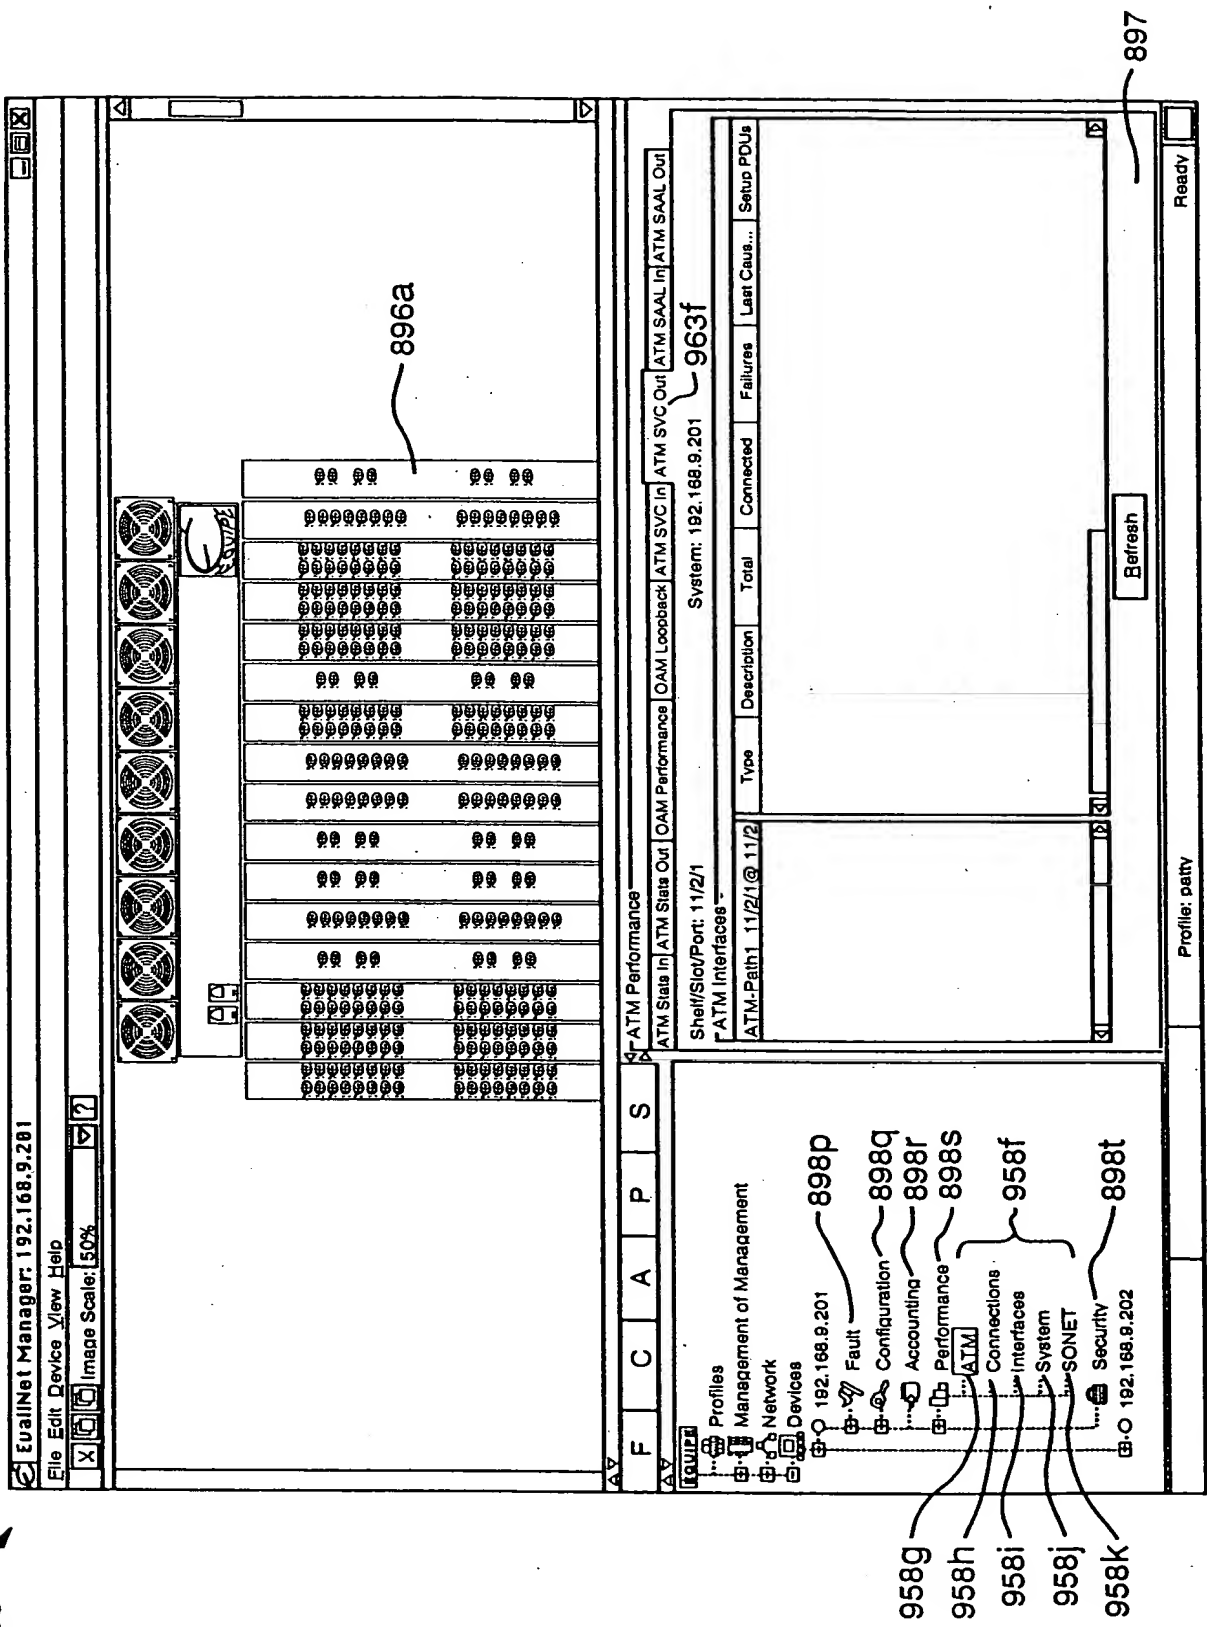 EuallNet Manager: 192.168.9.201
File Edit Device View Help
X Image Scale: 50% ?
896a
F C A P S
EQUIPE
Profiles
Management of Management
Network
Devices
192.168.9.201
Fault
Configuration
Accounting
Performance
ATM
Connections
Interfaces
System
SONET
Security
192.168.9.202
898p
898q
898r
898s
958f
898t
958g
958h
958i
958j
958k
ATM Performance
ATM Stats In ATM Stats Out OAM Performance OAM Loopback ATM SVC In ATM SVC Out ATM SAAL In ATM SAAL Out
963f
Shelf/Slot/Port: 11/2/1 System: 192.168.9.201
ATM Interfaces
ATM-Path1 11/2/1@ 11/2 Type Description Total Connected Failures Last Caus... Setup PDUs
Refresh
897
Profile: patty Ready